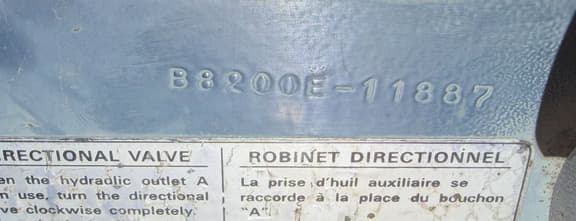 B8200E-11887
RECTIONAL VALVE
en the hydraulic outlet A
n use, turn the directional
ve clockwise completely.
ROBINET DIRECTIONNEL
La prise d'huil auxiliaire se
raccorde à la place du bouchon
"A".